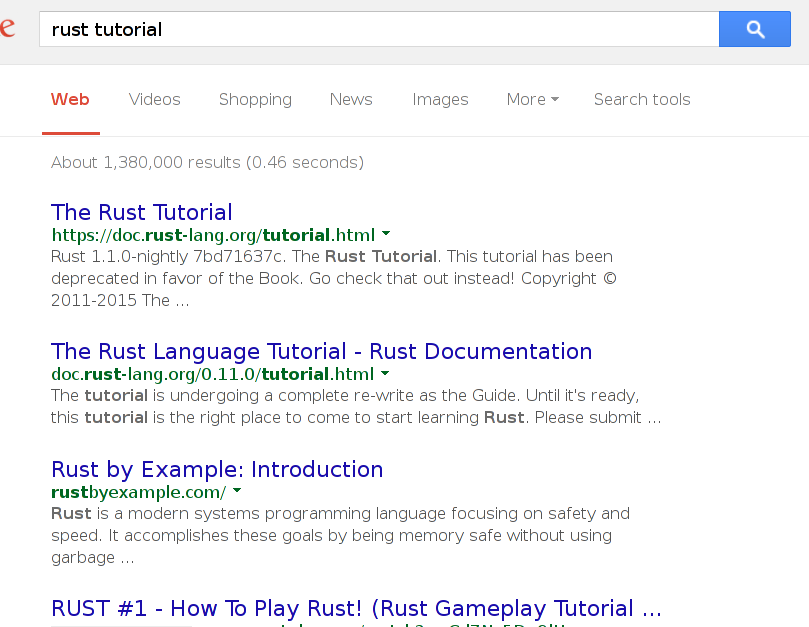 e
rust tutorial
Web Videos Shopping News Images More Search tools
About 1,380,000 results (0.46 seconds)
The Rust Tutorial
https://doc.rust-lang.org/tutorial.html
Rust 1.1.0-nightly 7bd71637c. The Rust Tutorial. This tutorial has been
deprecated in favor of the Book. Go check that out instead! Copyright ©
2011-2015 The ...
The Rust Language Tutorial - Rust Documentation
doc.rust-lang.org/0.11.0/tutorial.html
The tutorial is undergoing a complete re-write as the Guide. Until it's ready,
this tutorial is the right place to come to start learning Rust. Please submit ...
Rust by Example: Introduction
rustbyexample.com/
Rust is a modern systems programming language focusing on safety and
speed. It accomplishes these goals by being memory safe without using
garbage ...
RUST #1 - How To Play Rust! (Rust Gameplay Tutorial ...